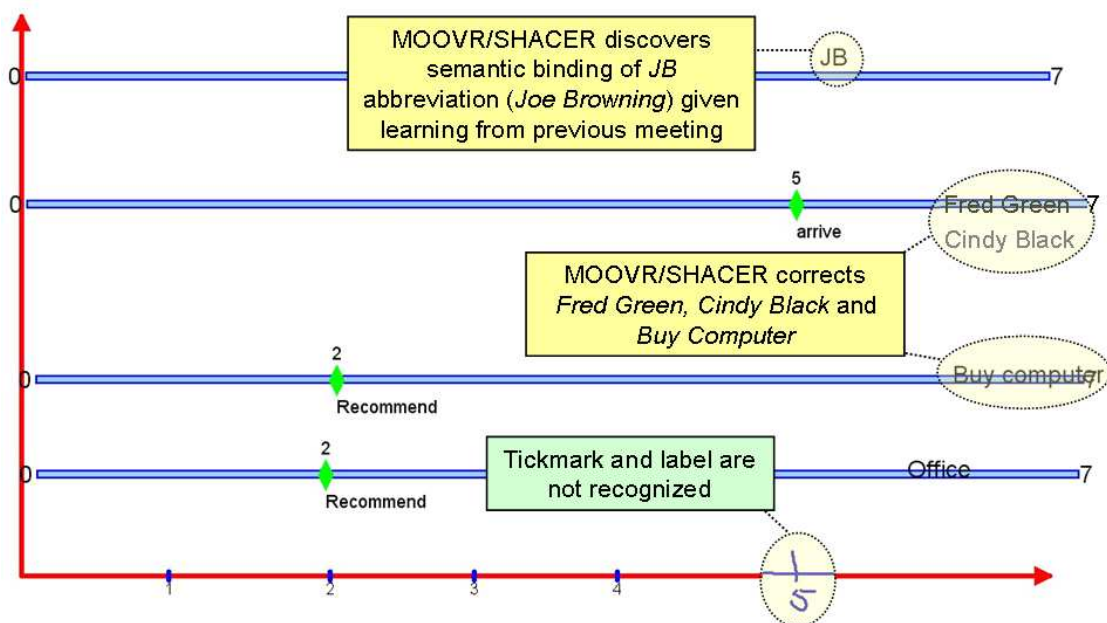 MOOVR/SHACER discovers
semantic binding of JB
abbreviation (Joe Browning) given
learning from previous meeting
JB
0
7
5
0
Fred Green
7
arrive
Cindy Black
MOOVR/SHACER corrects
Fred Green, Cindy Black and
Buy Computer
2
0
Buy computer
7
Recommend
2
Tickmark and label are
not recognized
0
Office
7
Recommend
1
2
3
4
5